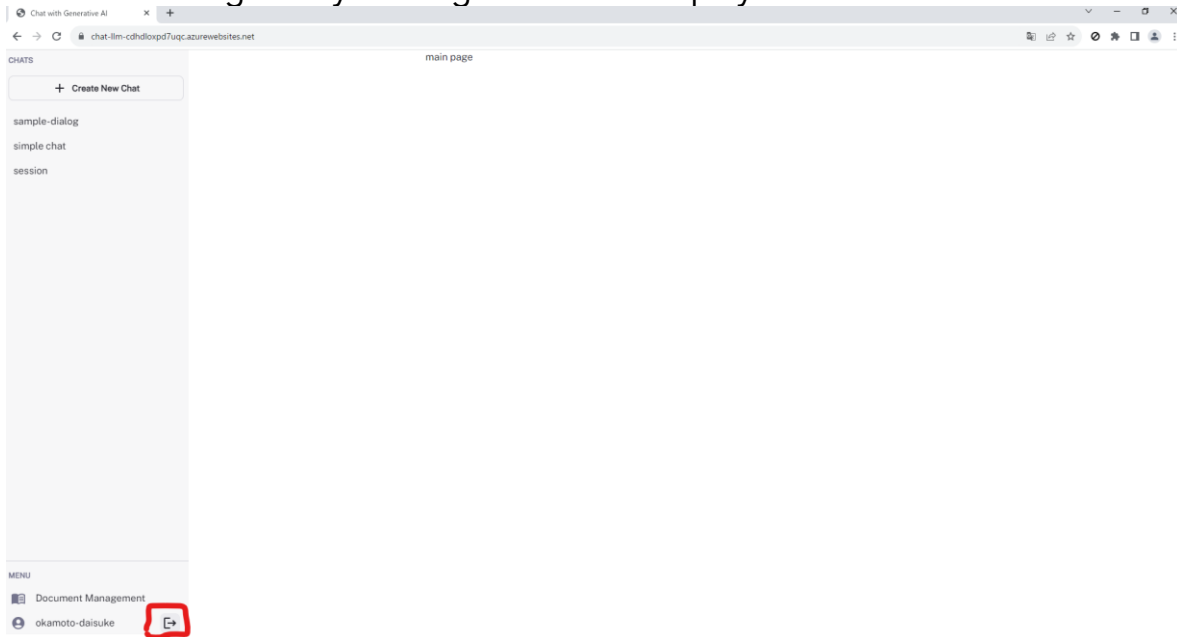 Chat with Generative AI
chat-llm-cdhdloxpd7uqc.azurewebsites.net
CHATS
main page
+ Create New Chat
sample-dialog
simple chat
session
MENU
Document Management
okamoto-daisuke